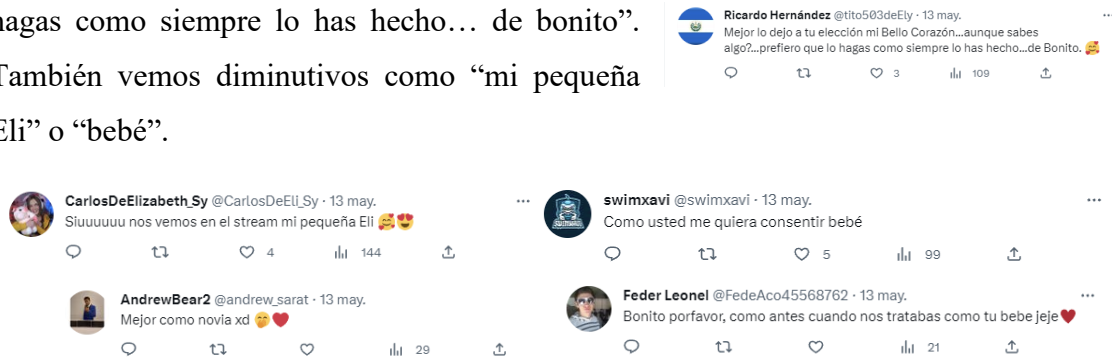 hagas como siempre lo has hecho… de bonito”.
También vemos diminutivos como “mi pequeña
Eli” o “bebé”.
Ricardo Hernández @tito503deEly · 13 may.
Mejor lo dejo a tu elección mi Bello Corazón...aunque sabes
algo?...prefiero que lo hagas como siempre lo has hecho...de Bonito. 🥰
3 109
CarlosDeElizabeth_Sy @CarlosDeEli_Sy · 13 may.
Siuuuuuu nos vemos en el stream mi pequeña Eli 🥰😍
4 144
swimxavi @swimxavi · 13 may.
Como usted me quiera consentir bebé
5 99
AndrewBear2 @andrew_sarat · 13 may.
Mejor como novia xd 🤭❤️
29
Feder Leonel @FedeAco45568762 · 13 may.
Bonito porfavor, como antes cuando nos tratabas como tu bebe jeje❤️
21